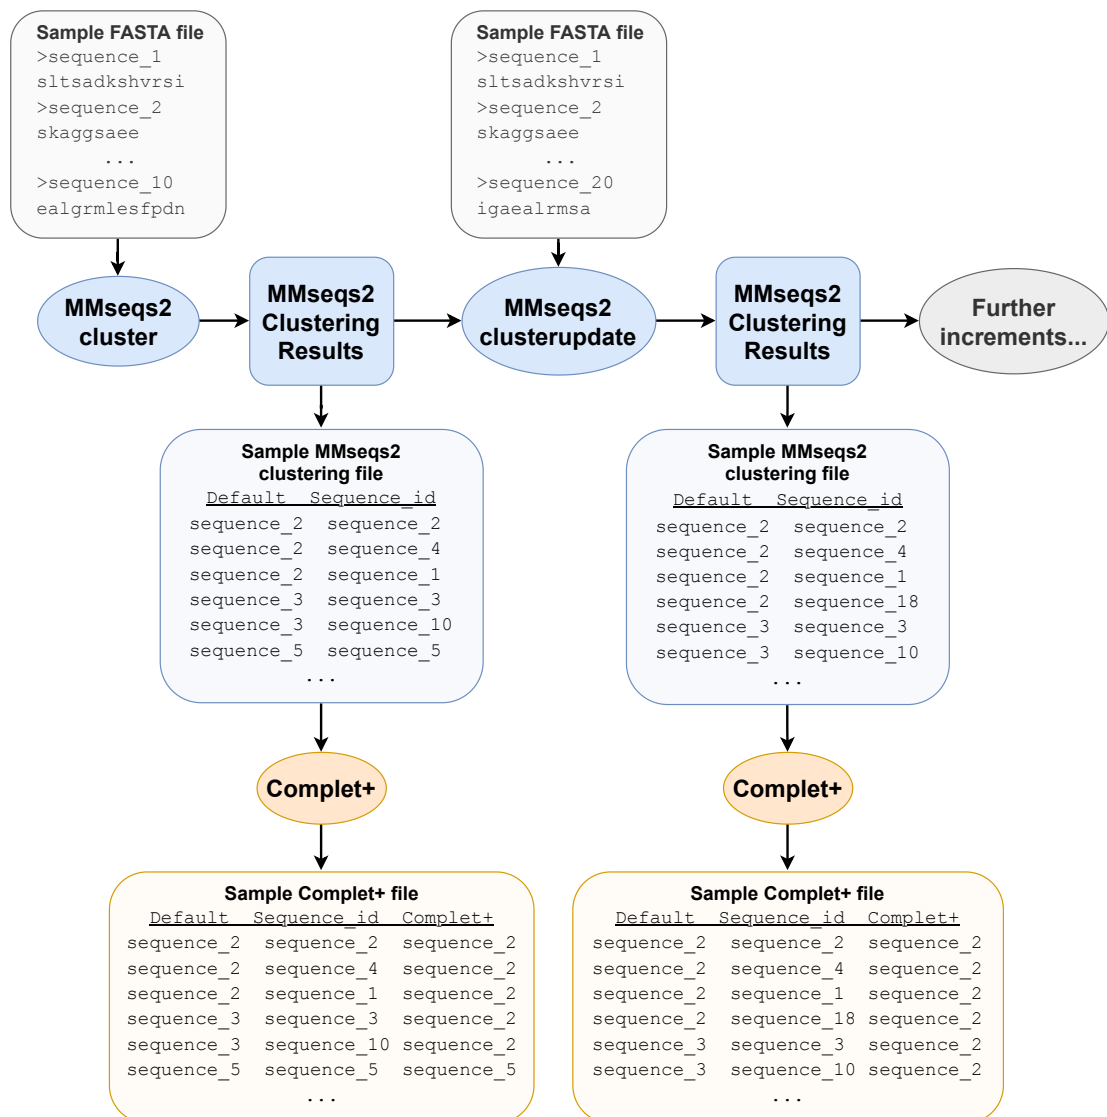 Sample FASTA file
>sequence_1
sltsadkshvrsi
>sequence_2
skaggsaee
...
>sequence_10
ealgrmlesfpdn
Sample FASTA file
>sequence_1
sltsadkshvrsi
>sequence_2
skaggsaee
...
>sequence_20
igaealrmsa
MMseqs2
cluster
MMseqs2
Clustering
Results
MMseqs2
clusterupdate
MMseqs2
Clustering
Results
Further
increments...
Sample MMseqs2
clustering file
Default Sequence_id
sequence_2 sequence_2
sequence_2 sequence_4
sequence_2 sequence_1
sequence_3 sequence_3
sequence_3 sequence_10
sequence_5 sequence_5
...
Sample MMseqs2
clustering file
Default Sequence_id
sequence_2 sequence_2
sequence_2 sequence_4
sequence_2 sequence_1
sequence_2 sequence_18
sequence_3 sequence_3
sequence_3 sequence_10
...
Complet+
Complet+
Sample Complet+ file
Default Sequence_id Complet+
sequence_2 sequence_2 sequence_2
sequence_2 sequence_4 sequence_2
sequence_2 sequence_1 sequence_2
sequence_3 sequence_3 sequence_2
sequence_3 sequence_10 sequence_2
sequence_5 sequence_5 sequence_5
...
Sample Complet+ file
Default Sequence_id Complet+
sequence_2 sequence_2 sequence_2
sequence_2 sequence_4 sequence_2
sequence_2 sequence_1 sequence_2
sequence_2 sequence_18 sequence_2
sequence_3 sequence_3 sequence_2
sequence_3 sequence_10 sequence_2
...